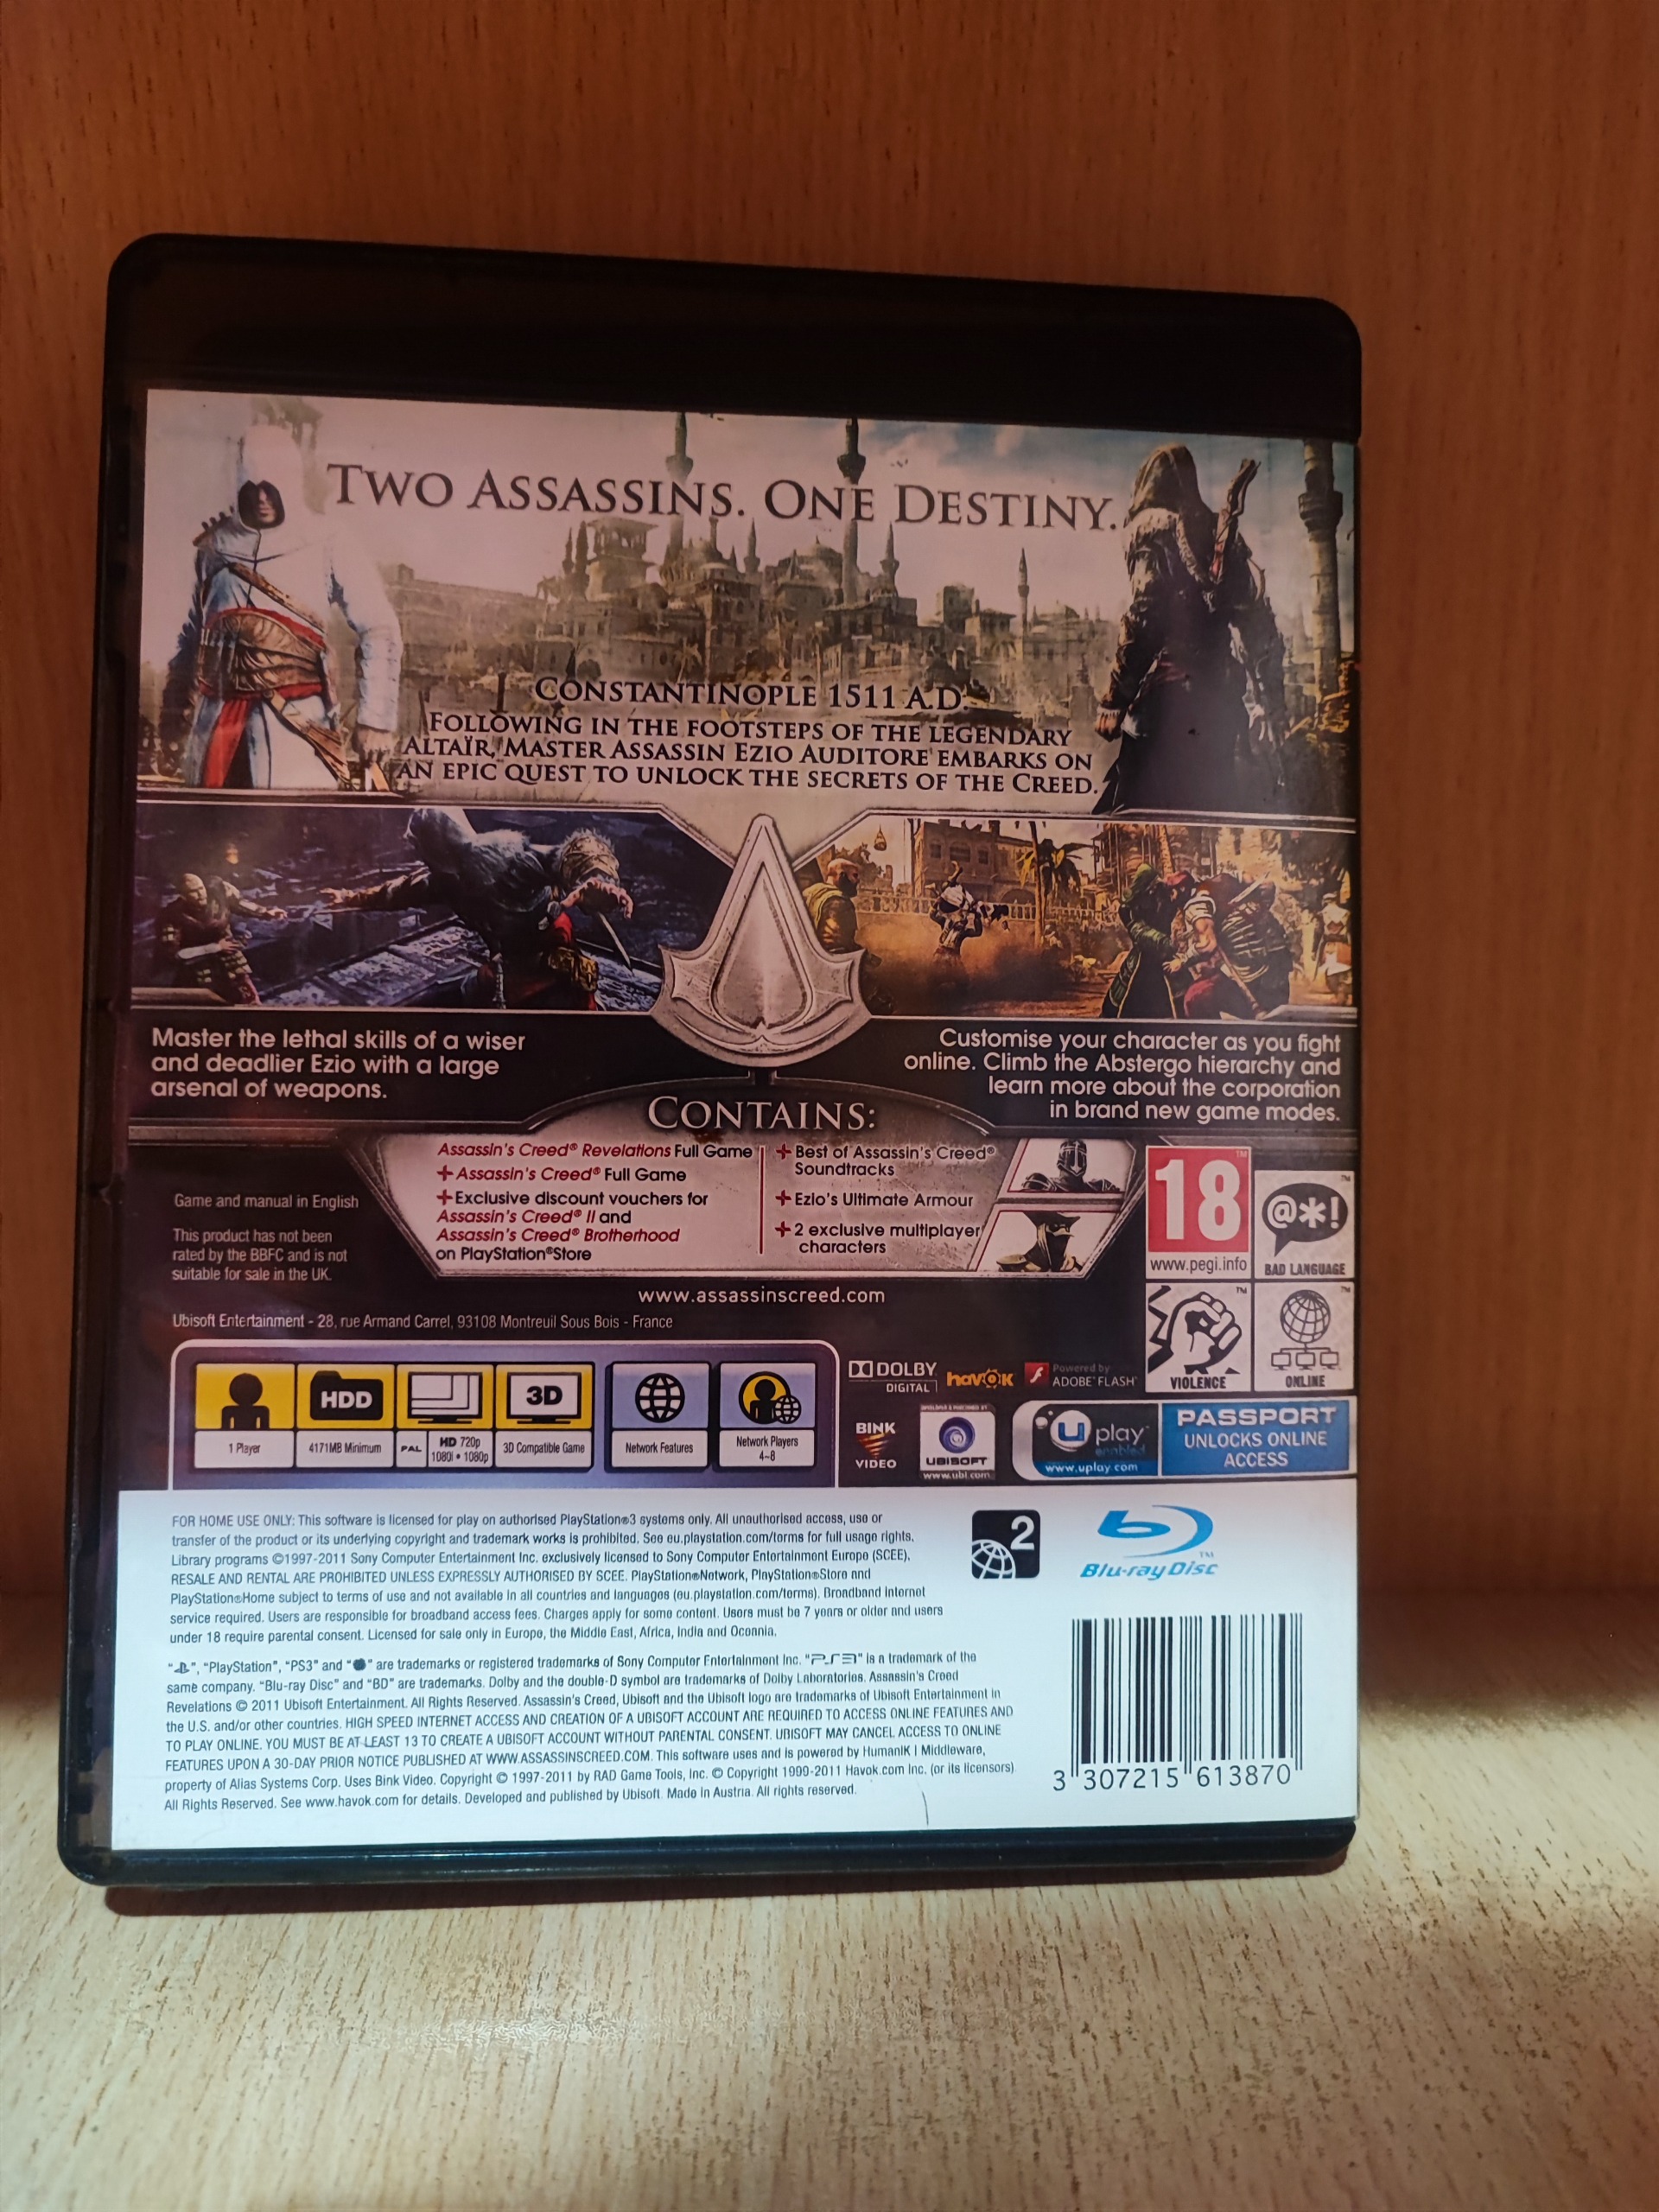 TWO ASSASSINS. ONE DESTINY.
CONSTANTINOPLE 1511 A.D.
FOLLOWING IN THE FOOTSTEPS OF THE LEGENDARY
ALTAÏR, MASTER ASSASSIN EZIO AUDITORE EMBARKS ON
AN EPIC QUEST TO UNLOCK THE SECRETS OF THE CREED.
Master the lethal skills of a wiser
and deadlier Ezio with a large
arsenal of weapons.
Customise your character as you fight
online. Climb the Abstergo hierarchy and
learn more about the corporation
in brand new game modes.
CONTAINS:
Assassin's Creed® Revelations Full Game
+Assassin's Creed® Full Game
+Exclusive discount vouchers for
Assassin's Creed® II and
Assassin's Creed® Brotherhood
on PlayStation®Store
+Best of Assassin's Creed®
Soundtracks
+Ezio's Ultimate Armour
+2 exclusive multiplayer
characters
Game and manual in English
This product has not been
rated by the BBFC and is not
suitable for sale in the UK.
18™
www.pegi.info
@*!™
BAD LANGUAGE
™
VIOLENCE
™
ONLINE
www.assassinscreed.com
Ubisoft Entertainment - 28, rue Armand Carrel, 93108 Montreuil Sous Bois - France
1 Player
HDD
4171MB Minimum
PAL
HD 720p
1080i • 1080p
3D
3D Compatible Game
Network Features
Network Players
4-8
DOLBY
DIGITAL
havok
Powered by
ADOBE® FLASH®
BINK
VIDEO
UBISOFT
www.ubi.com
Uplay™
enabled
www.uplay.com
PASSPORT
UNLOCKS ONLINE
ACCESS
FOR HOME USE ONLY: This software is licensed for play on authorised PlayStation®3 systems only. All unauthorised access, use or
transfer of the product or its underlying copyright and trademark works is prohibited. See eu.playstation.com/terms for full usage rights.
Library programs ©1997-2011 Sony Computer Entertainment Inc. exclusively licensed to Sony Computer Entertainment Europe (SCEE).
RESALE AND RENTAL ARE PROHIBITED UNLESS EXPRESSLY AUTHORISED BY SCEE. PlayStation®Network, PlayStation®Store and
PlayStation®Home subject to terms of use and not available in all countries and languages (eu.playstation.com/terms). Broadband internet
service required. Users are responsible for broadband access fees. Charges apply for some content. Users must be 7 years or older and users
under 18 require parental consent. Licensed for sale only in Europe, the Middle East, Africa, India and Oceania.
2
Blu-ray Disc™
“ ”, “PlayStation”, “PS3” and “ ” are trademarks or registered trademarks of Sony Computer Entertainment Inc. “PS3” is a trademark of the
same company. “Blu-ray Disc” and “BD” are trademarks. Dolby and the double-D symbol are trademarks of Dolby Laboratories. Assassin's Creed
Revelations © 2011 Ubisoft Entertainment. All Rights Reserved. Assassin's Creed, Ubisoft and the Ubisoft logo are trademarks of Ubisoft Entertainment in
the U.S. and/or other countries. HIGH SPEED INTERNET ACCESS AND CREATION OF A UBISOFT ACCOUNT ARE REQUIRED TO ACCESS ONLINE FEATURES AND
TO PLAY ONLINE. YOU MUST BE AT LEAST 13 TO CREATE A UBISOFT ACCOUNT WITHOUT PARENTAL CONSENT. UBISOFT MAY CANCEL ACCESS TO ONLINE
FEATURES UPON A 30-DAY PRIOR NOTICE PUBLISHED AT WWW.ASSASSINSCREED.COM. This software uses and is powered by HumanIK | Middleware,
property of Alias Systems Corp. Uses Bink Video. Copyright © 1997-2011 by RAD Game Tools, Inc. © Copyright 1999-2011 Havok.com Inc. (or its licensors)
All Rights Reserved. See www.havok.com for details. Developed and published by Ubisoft. Made in Austria. All rights reserved.
3 307215 613870